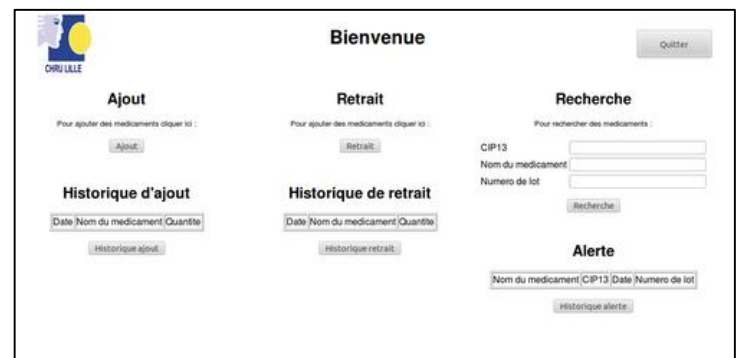 CHRU LILLE
Bienvenue
Quitter
Ajout
Pour ajouter des medicaments cliquer ici :
Ajout
Historique d'ajout
Date Nom du medicament Quantite
Historique ajout
Retrait
Pour ajouter des medicaments cliquer ici :
Retrait
Historique de retrait
Date Nom du medicament Quantite
Historique retrait
Recherche
Pour rechercher des medicaments :
CIP13
Nom du medicament
Numero de lot
Recherche
Alerte
Nom du medicament CIP13 Date Numero de lot
Historique alerte